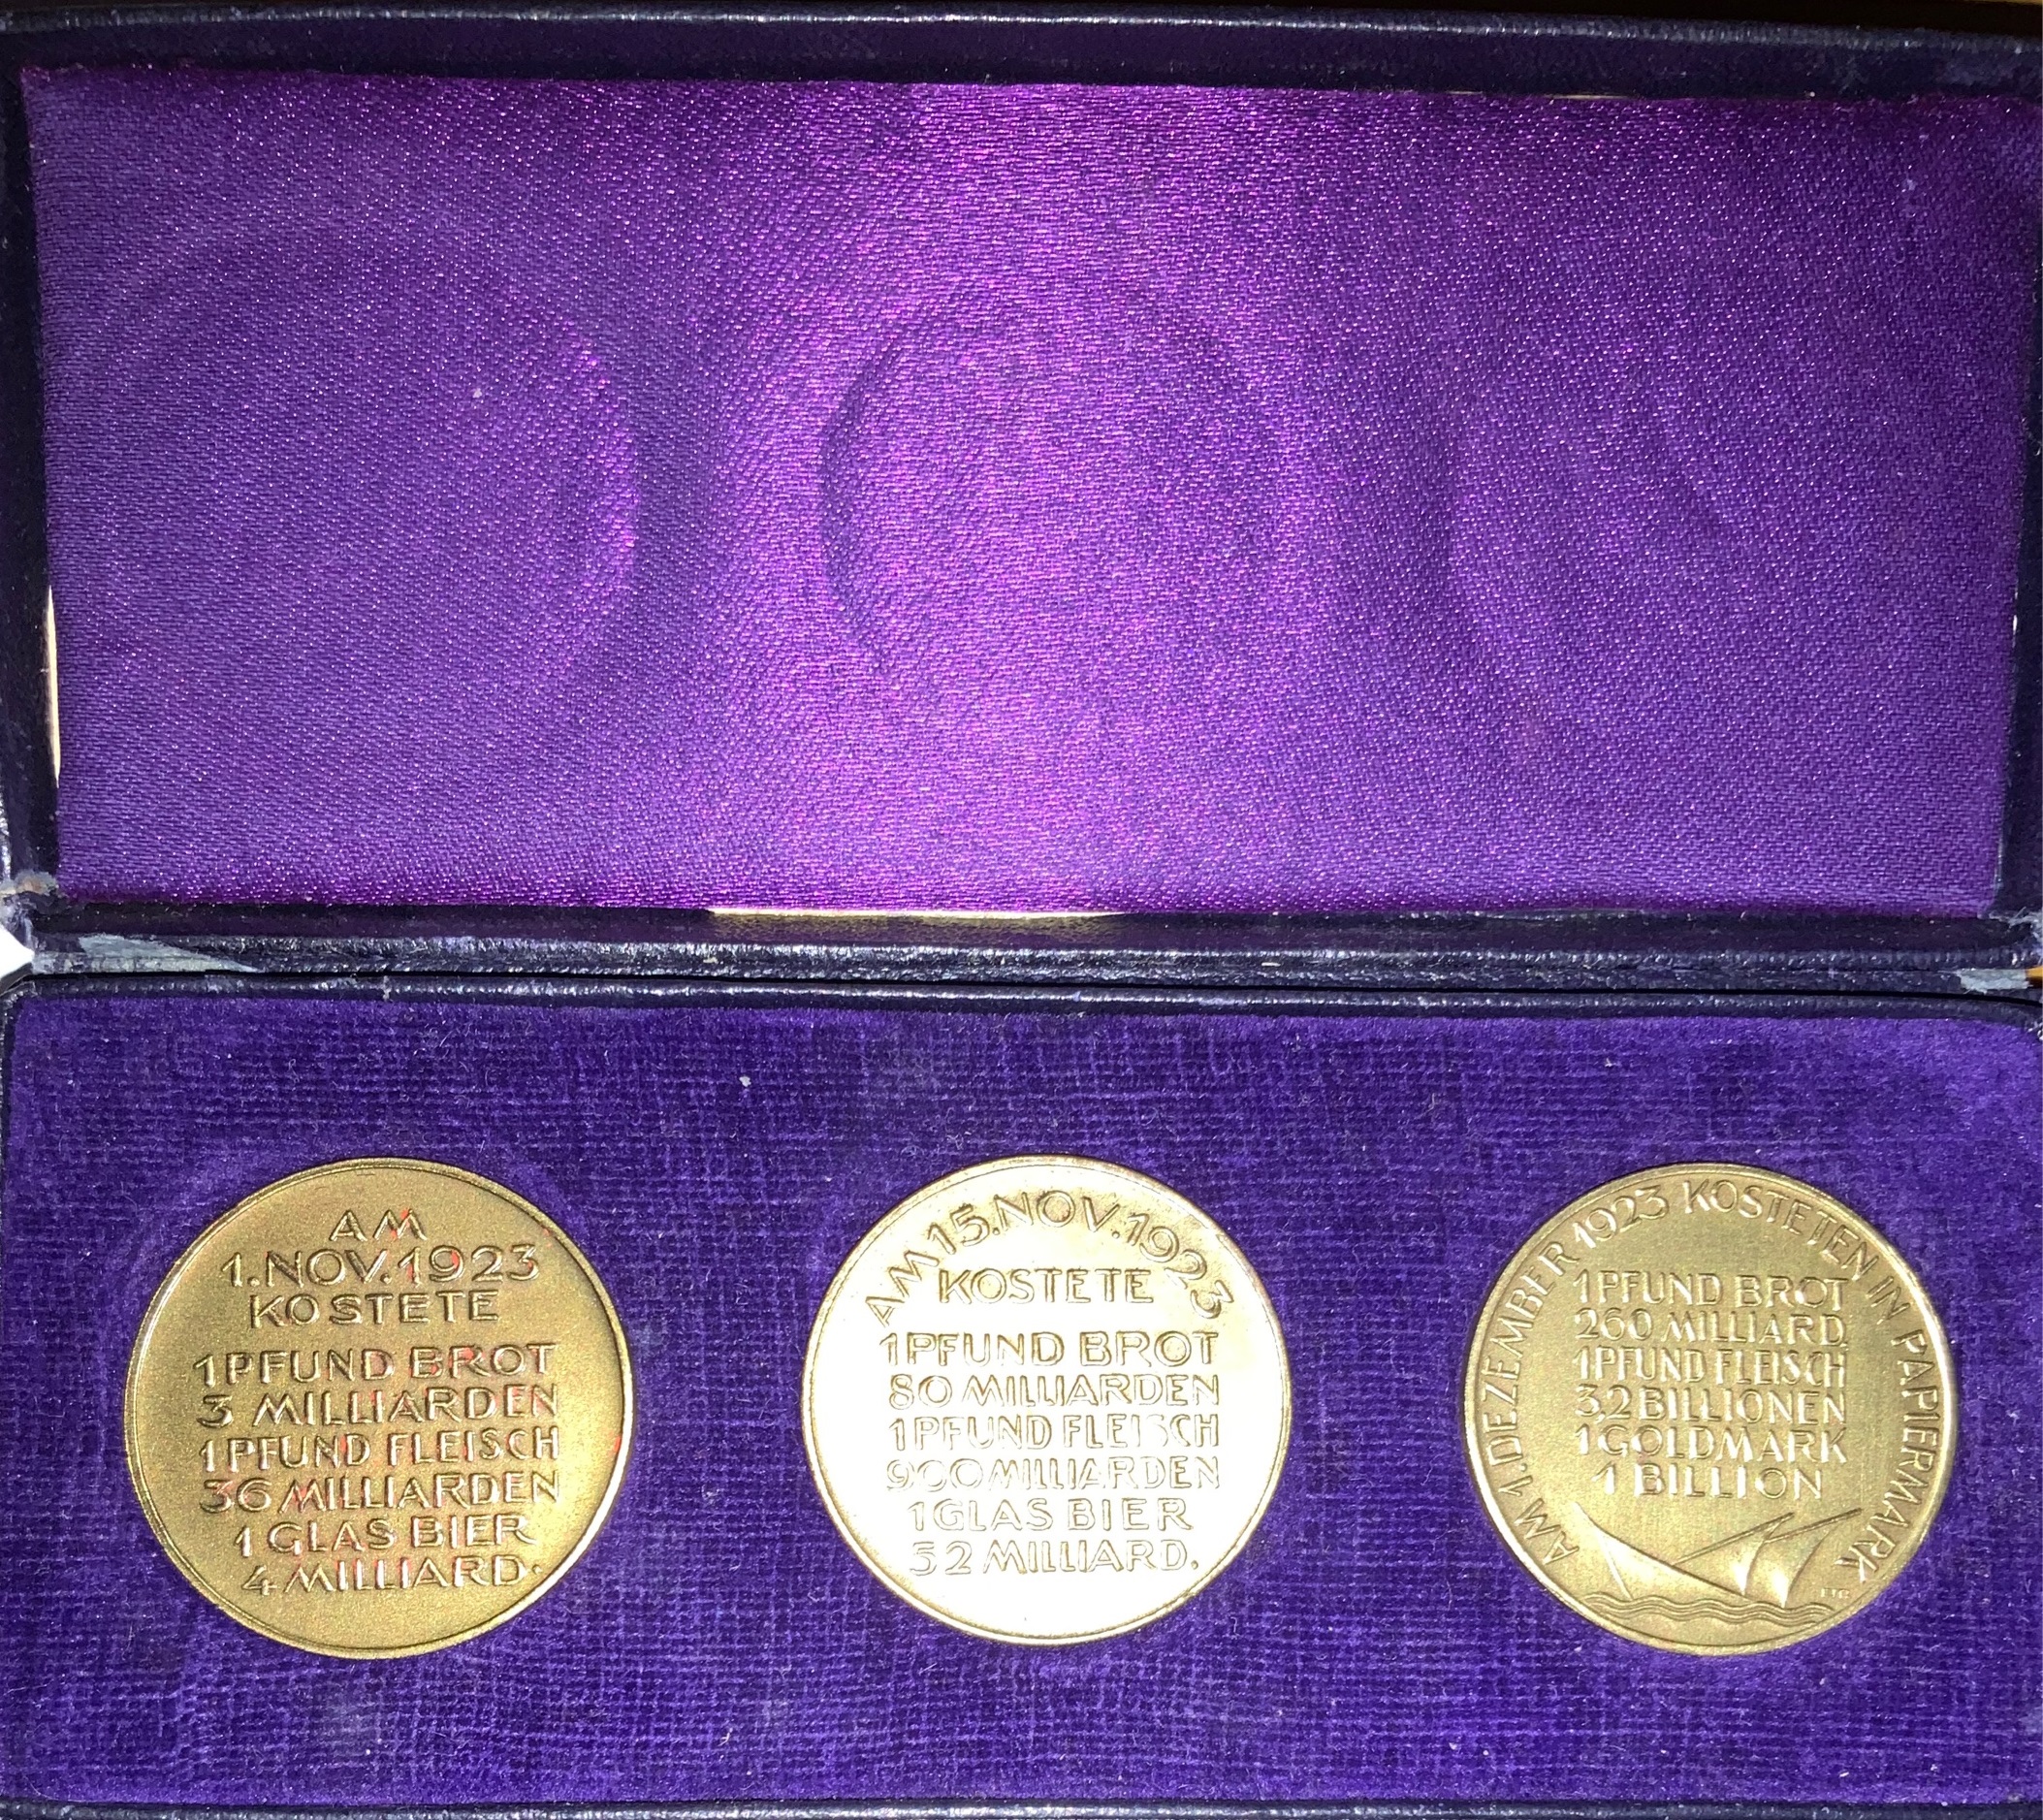 AM
1.NOV.1923
KOSTETE
1 PFUND BROT
3 MILLIARDEN
1 PFUND FLEISCH
36 MILLIARDEN
1 GLAS BIER
4 MILLIARD.
AM 15.NOV.1923
KOSTETE
1 PFUND BROT
80 MILLIARDEN
1 PFUND FLEISCH
900 MILLIARDEN
1 GLAS BIER
52 MILLIARD.
AM 1.DEZEMBER 1923 KOSTETEN IN PAPIERMARK
1 PFUND BROT
260 MILLIARD.
1 PFUND FLEISCH
3,2 BILLIONEN
1 GOLDMARK
1 BILLION